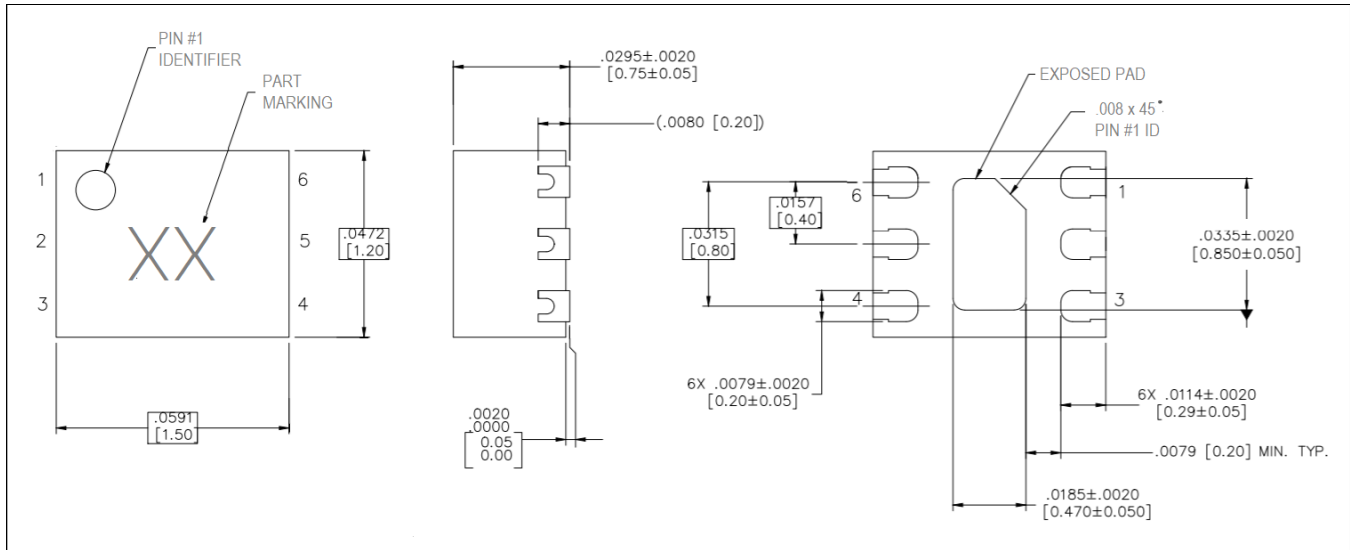 PIN #1
IDENTIFIER
PART
MARKING
1
2
3
6
5
4
XX
.0472
[1.20]
.0591
[1.50]
.0295±.0020
[0.75±0.05]
(.0080 [0.20])
.0020
.0000
0.05
0.00
EXPOSED PAD
.008 x 45°
PIN #1 ID
6
4
1
3
.0157
[0.40]
.0315
[0.80]
.0335±.0020
[0.850±0.050]
6X .0079±.0020
[0.20±0.05]
6X .0114±.0020
[0.29±0.05]
.0079 [0.20] MIN. TYP.
.0185±.0020
[0.470±0.050]